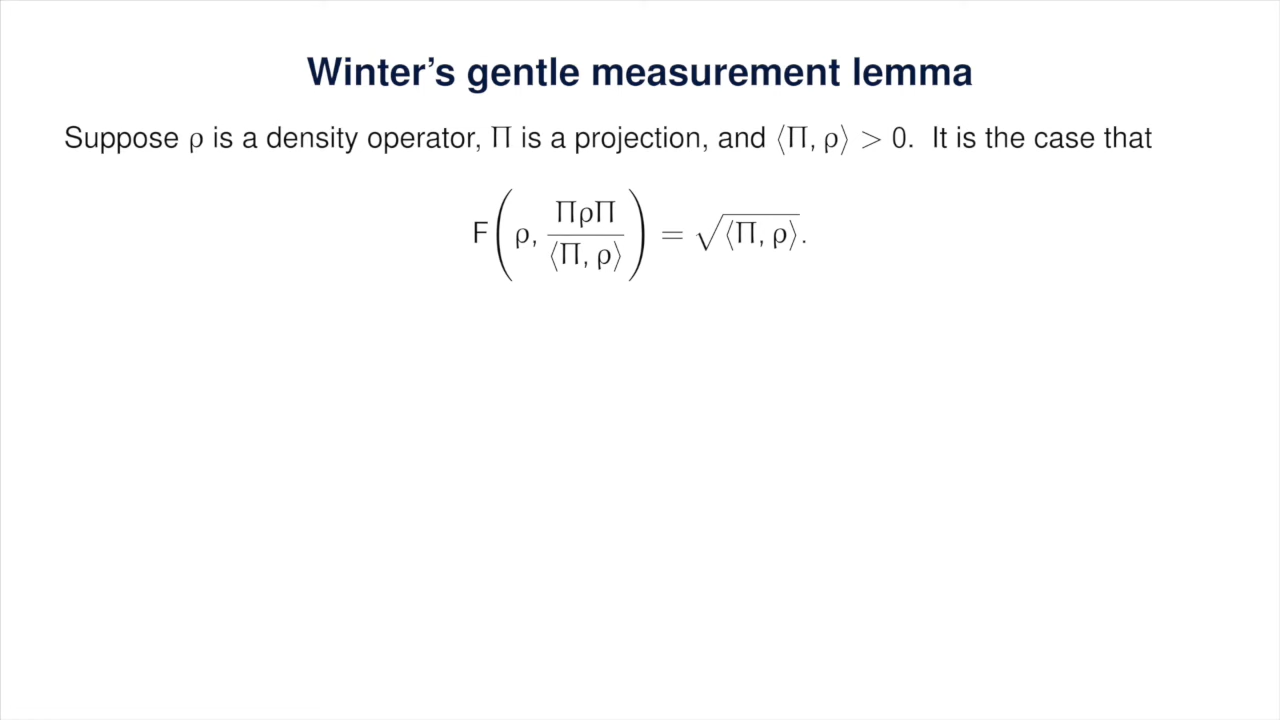 Winter's gentle measurement lemma
Suppose ρ is a density operator, Π is a projection, and ⟨Π, ρ⟩ > 0. It is the case that
F(ρ, ΠρΠ / ⟨Π, ρ⟩) = √⟨Π, ρ⟩.